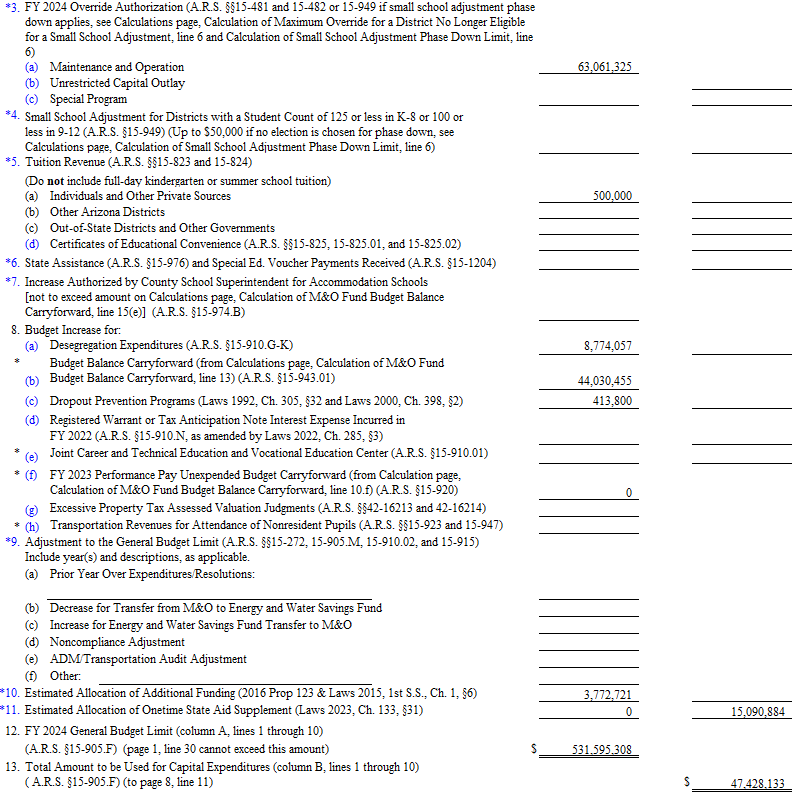 *3. FY 2024 Override Authorization (A.R.S. §§15-481 and 15-482 or 15-949 if small school adjustment phase
down applies, see Calculations page, Calculation of Maximum Override for a District No Longer Eligible
for a Small School Adjustment, line 6 and Calculation of Small School Adjustment Phase Down Limit, line
6)
(a) Maintenance and Operation 63,061,325
(b) Unrestricted Capital Outlay
(c) Special Program
*4. Small School Adjustment for Districts with a Student Count of 125 or less in K-8 or 100 or
less in 9-12 (A.R.S. §15-949) (Up to $50,000 if no election is chosen for phase down, see
Calculations page, Calculation of Small School Adjustment Phase Down Limit, line 6)
*5. Tuition Revenue (A.R.S. §§15-823 and 15-824)
(Do not include full-day kindergarten or summer school tuition)
(a) Individuals and Other Private Sources 500,000
(b) Other Arizona Districts
(c) Out-of-State Districts and Other Governments
(d) Certificates of Educational Convenience (A.R.S. §§15-825, 15-825.01, and 15-825.02)
*6. State Assistance (A.R.S. §15-976) and Special Ed. Voucher Payments Received (A.R.S. §15-1204)
*7. Increase Authorized by County School Superintendent for Accommodation Schools
[not to exceed amount on Calculations page, Calculation of M&O Fund Budget Balance
Carryforward, line 15(e)] (A.R.S. §15-974.B)
8. Budget Increase for:
(a) Desegregation Expenditures (A.R.S. §15-910.G-K) 8,774,057
* Budget Balance Carryforward (from Calculations page, Calculation of M&O Fund
(b) Budget Balance Carryforward, line 13) (A.R.S. §15-943.01) 44,030,455
(c) Dropout Prevention Programs (Laws 1992, Ch. 305, §32 and Laws 2000, Ch. 398, §2) 413,800
(d) Registered Warrant or Tax Anticipation Note Interest Expense Incurred in
FY 2022 (A.R.S. §15-910.N, as amended by Laws 2022, Ch. 285, §3)
* (e) Joint Career and Technical Education and Vocational Education Center (A.R.S. §15-910.01)
* (f) FY 2023 Performance Pay Unexpended Budget Carryforward (from Calculation page,
Calculation of M&O Fund Budget Balance Carryforward, line 10.f) (A.R.S. §15-920) 0
(g) Excessive Property Tax Assessed Valuation Judgments (A.R.S. §§42-16213 and 42-16214)
* (h) Transportation Revenues for Attendance of Nonresident Pupils (A.R.S. §§15-923 and 15-947)
*9. Adjustment to the General Budget Limit (A.R.S. §§15-272, 15-905.M, 15-910.02, and 15-915)
Include year(s) and descriptions, as applicable.
(a) Prior Year Over Expenditures/Resolutions:
(b) Decrease for Transfer from M&O to Energy and Water Savings Fund
(c) Increase for Energy and Water Savings Fund Transfer to M&O
(d) Noncompliance Adjustment
(e) ADM/Transportation Audit Adjustment
(f) Other:
*10. Estimated Allocation of Additional Funding (2016 Prop 123 & Laws 2015, 1st S.S., Ch. 1, §6) 3,772,721
*11. Estimated Allocation of Onetime State Aid Supplement (Laws 2023, Ch. 133, §31) 0 15,090,884
12. FY 2024 General Budget Limit (column A, lines 1 through 10)
(A.R.S. §15-905.F) (page 1, line 30 cannot exceed this amount) $ 531,595,308
13. Total Amount to be Used for Capital Expenditures (column B, lines 1 through 10)
( A.R.S. §15-905.F) (to page 8, line 11) $ 47,428,133